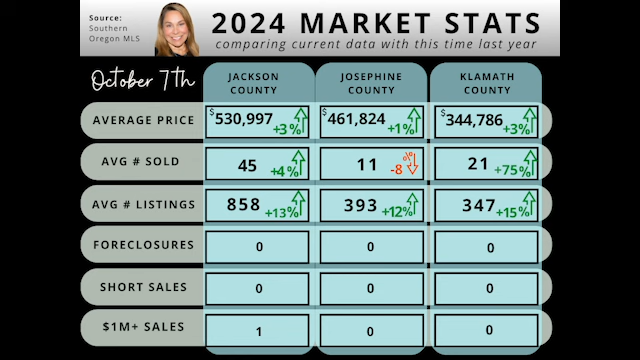 Source:
Southern
Oregon MLS
2024 MARKET STATS
comparing current data with this time last year
October 7th
JACKSON
COUNTY
JOSEPHINE
COUNTY
KLAMATH
COUNTY
AVERAGE PRICE
$530,997 +3%
$461,824 +1%
$344,786 +3%
AVG # SOLD
45 +4%
11 -8 %
21 +75%
AVG # LISTINGS
858 +13%
393 +12%
347 +15%
FORECLOSURES
0
0
0
SHORT SALES
0
0
0
$1M+ SALES
1
0
0